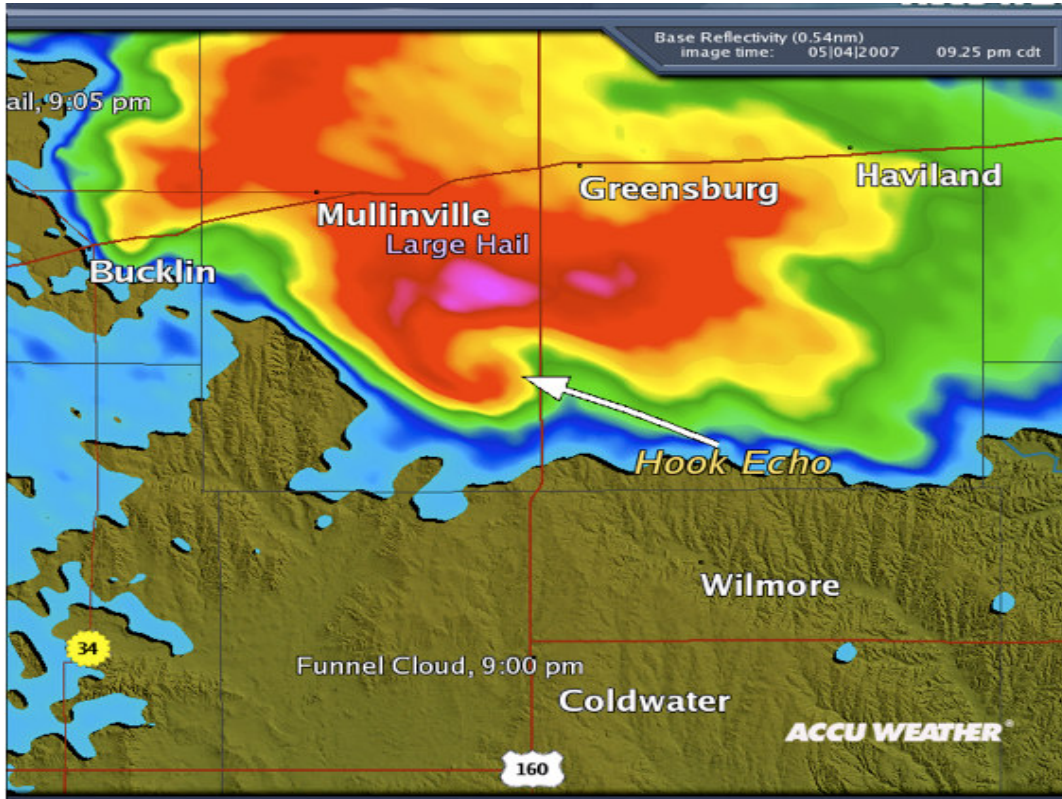 Base Reflectivity (0.54nm)
image time: 05|04|2007 09.25 pm cdt
ail, 9:05 pm
Haviland
Greensburg
Mullinville
Large Hail
Bucklin
Hook Echo
Wilmore
34
Funnel Cloud, 9:00 pm
Coldwater
ACCU WEATHER®
160